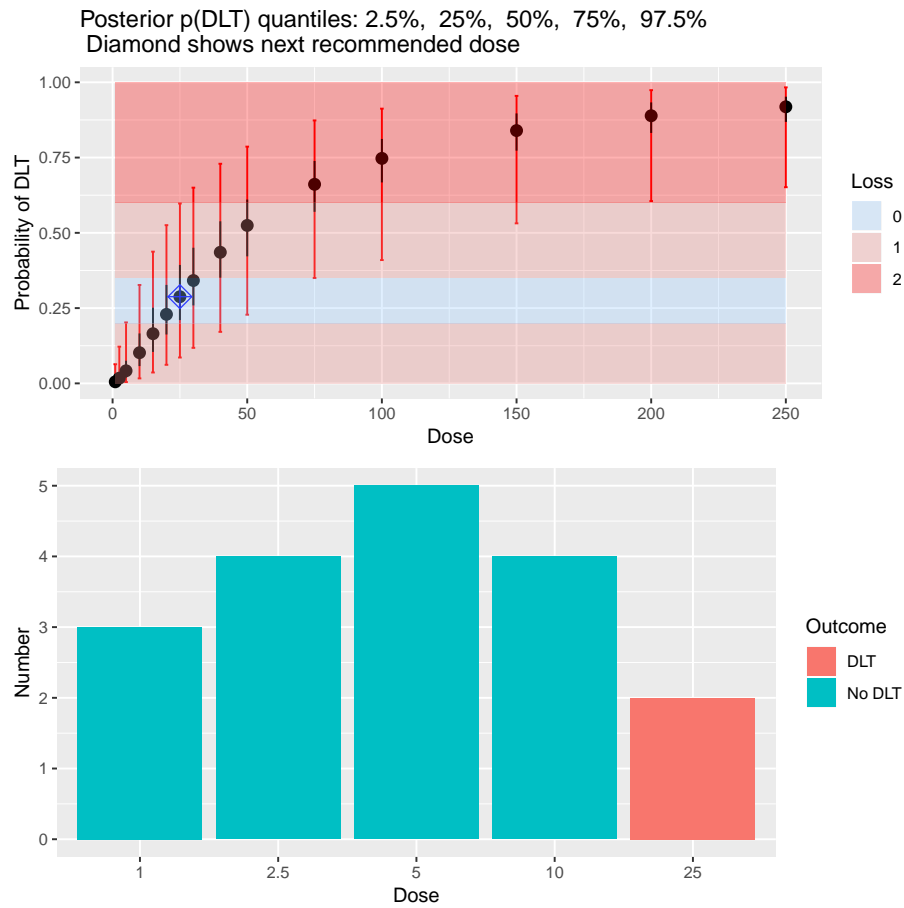 Posterior p(DLT) quantiles: 2.5%, 25%, 50%, 75%, 97.5%
Diamond shows next recommended dose
1.00
0.75
0.50
0.25
0.00
Probability of DLT
0 50 100 150 200 250
Dose
Loss
0
1
2
5
4
3
2
1
0
Number
1 2.5 5 10 25
Dose
Outcome
DLT
No DLT